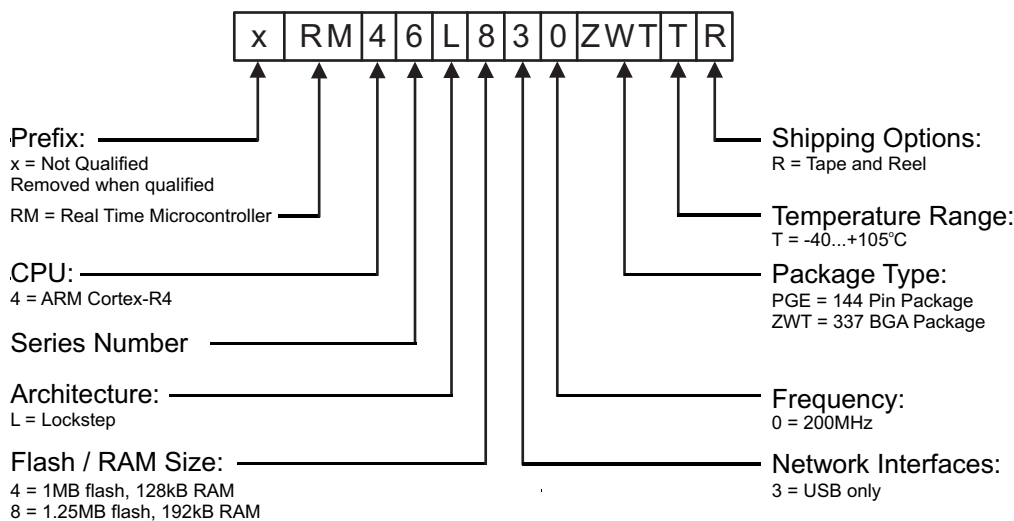 x RM 4 6 L 8 3 0 ZWT T R
Prefix:
x = Not Qualified
Removed when qualified
RM = Real Time Microcontroller
CPU:
4 = ARM Cortex-R4
Series Number
Architecture:
L = Lockstep
Flash / RAM Size:
4 = 1MB flash, 128kB RAM
8 = 1.25MB flash, 192kB RAM
Shipping Options:
R = Tape and Reel
Temperature Range:
T = -40...+105°C
Package Type:
PGE = 144 Pin Package
ZWT = 337 BGA Package
Frequency:
0 = 200MHz
Network Interfaces:
3 = USB only